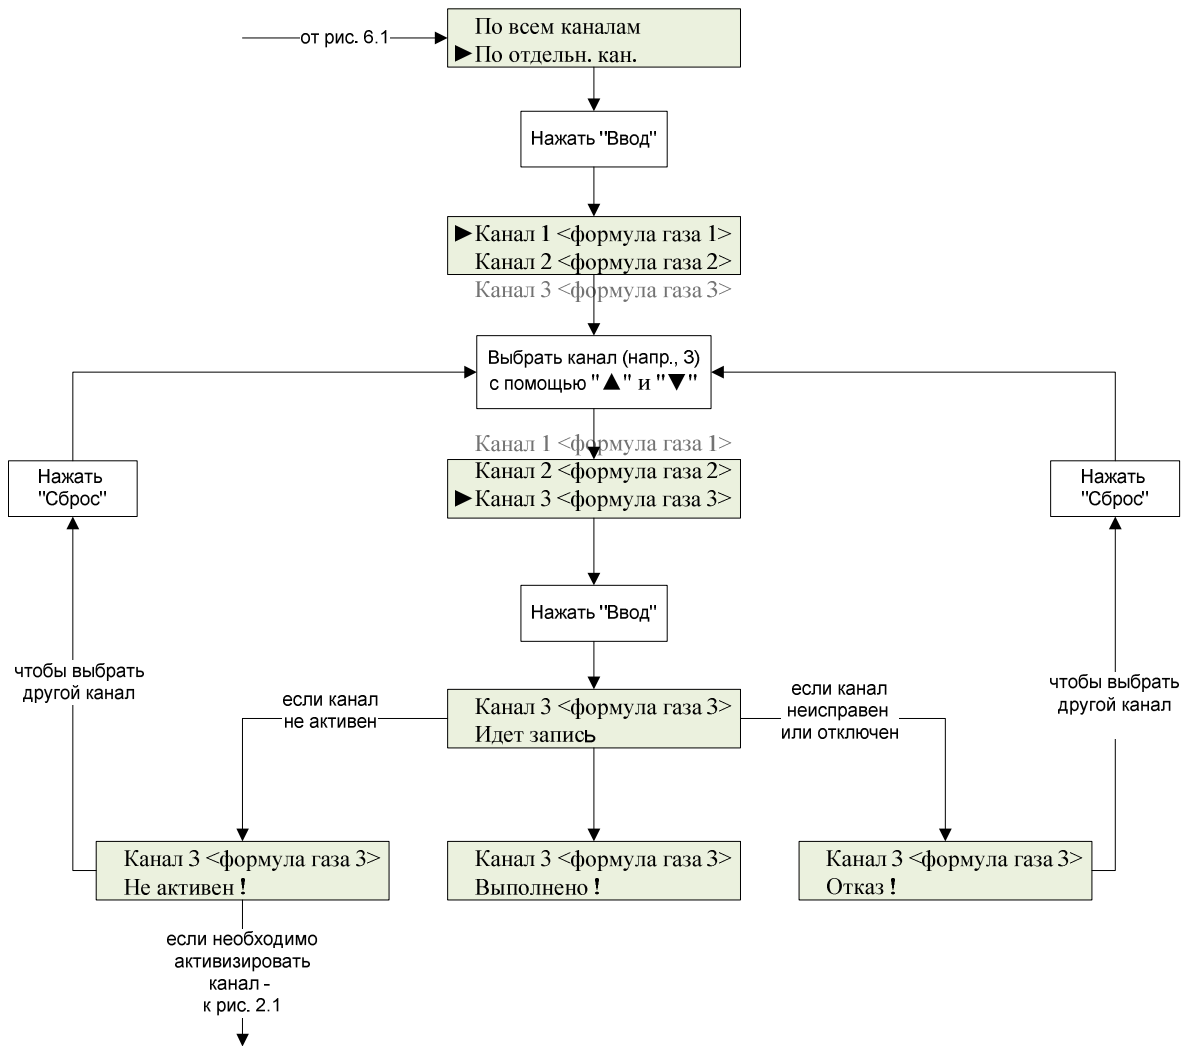 По всем каналам
от рис. 6.1
►По отдельн. кан.
Нажать "Ввод"
►Канал 1 <формула газа 1>
Канал 2 <формула газа 2>
Канал 3 <формула газа 3>
Выбрать канал (напр., 3)
с помощью "▲" и "▼"
Канал 1 <формула газа 1>
Канал 2 <формула газа 2>
►Канал 3 <формула газа 3>
Нажать
"Сброс"
Нажать
"Сброс"
Нажать "Ввод"
чтобы выбрать
другой канал
если канал
не активен
Канал 3 <формула газа 3>
Идет запись
если канал
неисправен
или отключен
чтобы выбрать
другой канал
Канал 3 <формула газа 3>
Не активен !
Канал 3 <формула газа 3>
Выполнено !
Канал 3 <формула газа 3>
Отказ !
если необходимо
активизировать
канал -
к рис. 2.1